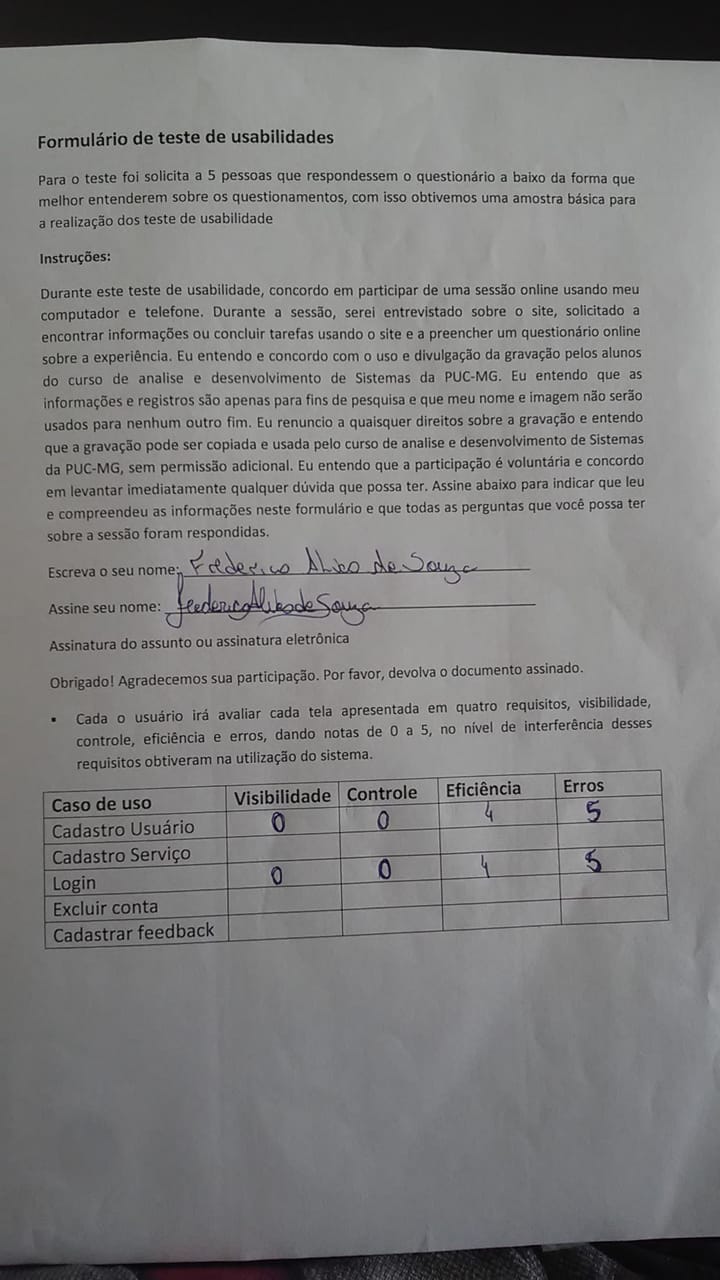 Formulário de teste de usabilidades
Para o teste foi solicita a 5 pessoas que respondessem o questionário a baixo da forma que
melhor entenderem sobre os questionamentos, com isso obtivemos uma amostra básica para
a realização dos teste de usabilidade
Instruções:
Durante este teste de usabilidade, concordo em participar de uma sessão online usando meu
computador e telefone. Durante a sessão, serei entrevistado sobre o site, solicitado a
encontrar informações ou concluir tarefas usando o site e a preencher um questionário online
sobre a experiência. Eu entendo e concordo com o uso e divulgação da gravação pelos alunos
do curso de analise e desenvolvimento de Sistemas da PUC-MG. Eu entendo que as
informações e registros são apenas para fins de pesquisa e que meu nome e imagem não serão
usados para nenhum outro fim. Eu renuncio a quaisquer direitos sobre a gravação e entendo
que a gravação pode ser copiada e usada pelo curso de analise e desenvolvimento de Sistemas
da PUC-MG, sem permissão adicional. Eu entendo que a participação é voluntária e concordo
em levantar imediatamente qualquer dúvida que possa ter. Assine abaixo para indicar que leu
e compreendeu as informações neste formulário e que todas as perguntas que você possa ter
sobre a sessão foram respondidas.
Escreva o seu nome: Frederico de Souza
Assine seu nome: Frederico de Souza
Assinatura do assunto ou assinatura eletrônica
Obrigado! Agradecemos sua participação. Por favor, devolva o documento assinado.
▪ Cada o usuário irá avaliar cada tela apresentada em quatro requisitos, visibilidade,
controle, eficiência e erros, dando notas de 0 a 5, no nível de interferência desses
requisitos obtiveram na utilização do sistema.
Caso de uso Visibilidade Controle Eficiência Erros
Cadastro Usuário 0 0 4 5
Cadastro Serviço
Login 0 0 4 5
Excluir conta
Cadastrar feedback